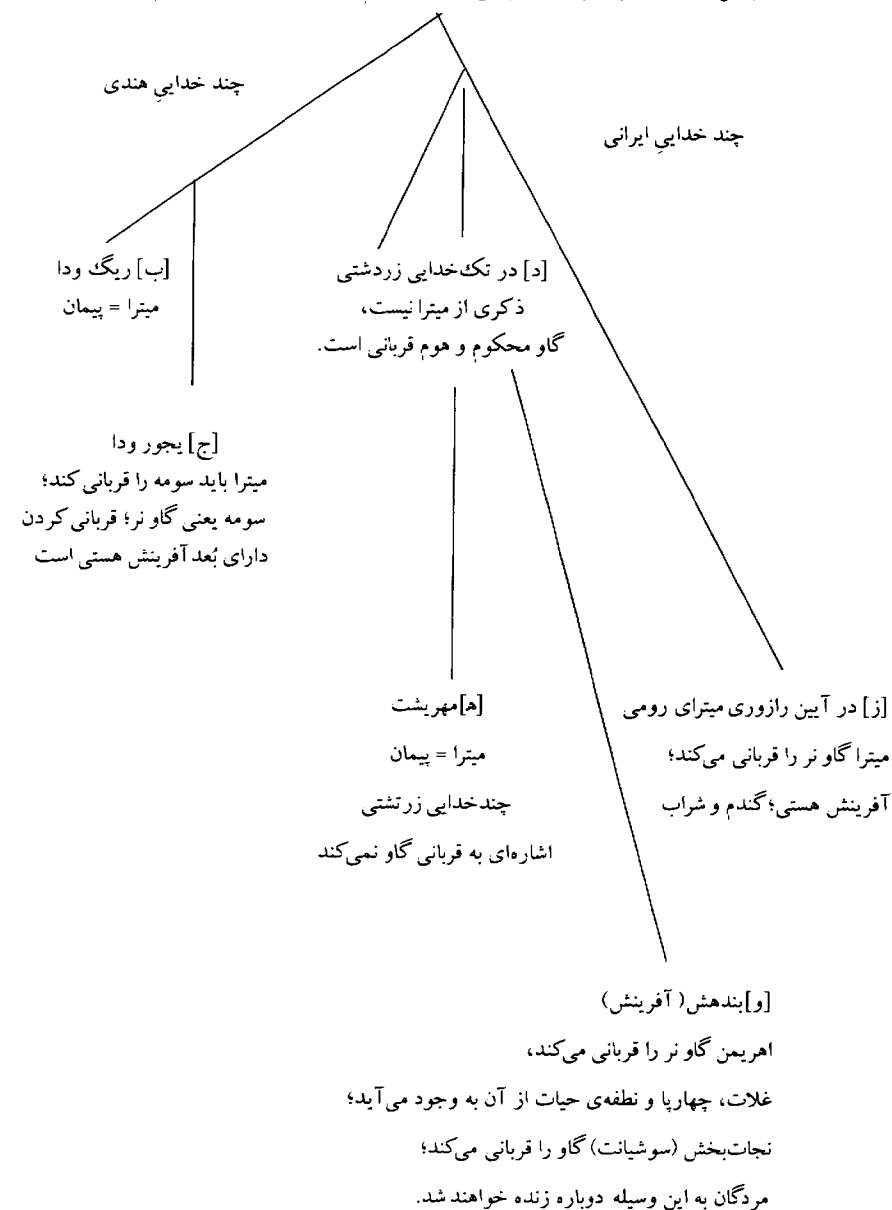 چند خداییِ هندی
چند خداییِ ایرانی
[ب] ریگ ودا
میترا = پیمان
[ج] یجور ودا
میترا باید سومه را قربانی کند؛
سومه یعنی گاو نر؛ قربانی کردن
دارای بُعد آفرینش هستی است
[د] در تک‌خدایی زردشتی
ذکری از میترا نیست،
گاو محکوم و هوم قربانی است.
[ه] مهریشت
میترا = پیمان
چندخدایی زرتشتی
اشاره‌ای به قربانی گاو نمی‌کند
[ز] در آیین رازوری میترای رومی
میترا گاو نر را قربانی می‌کند؛
آفرینش هستی؛ گندم و شراب
[و] بندهش (آفرینش)
اهریمن گاو نر را قربانی می‌کند،
غلات، چهارپا و نطفه‌ی حیات از آن به وجود می‌آید؛
نجات‌بخش (سوشیانت) گاو را قربانی می‌کند؛
مردگان به این وسیله دوباره زنده خواهند شد.